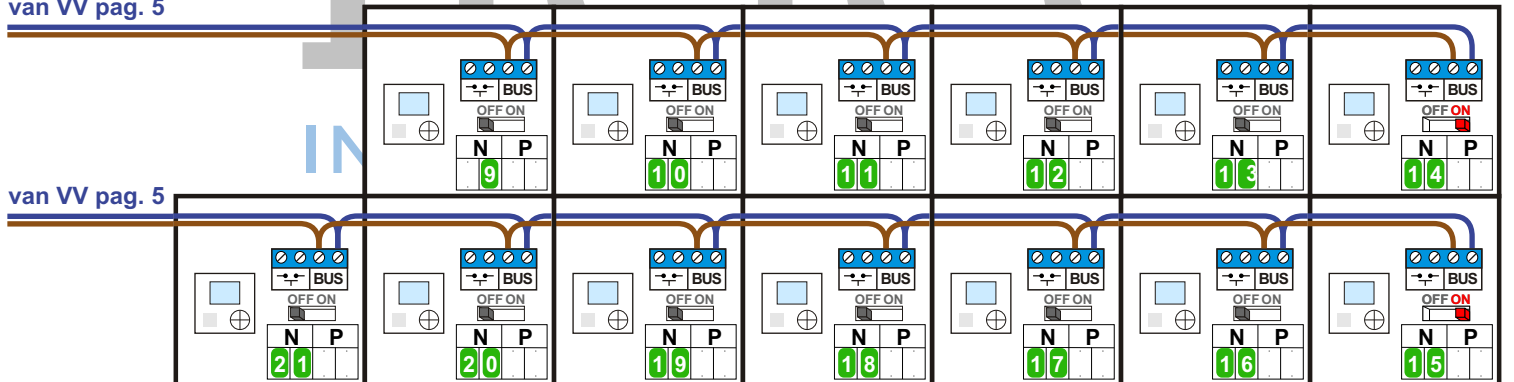 van VV pag. 5
BUS BUS BUS BUS BUS BUS
OFF ON OFF ON OFF ON OFF ON OFF ON OFF ON
N P N P N P N P N P N P
9 10 11 12 13 14
IN
van VV pag. 5
BUS BUS BUS BUS BUS BUS BUS
OFF ON OFF ON OFF ON OFF ON OFF ON OFF ON OFF ON
N P N P N P N P N P N P N P
21 20 19 18 17 16 15